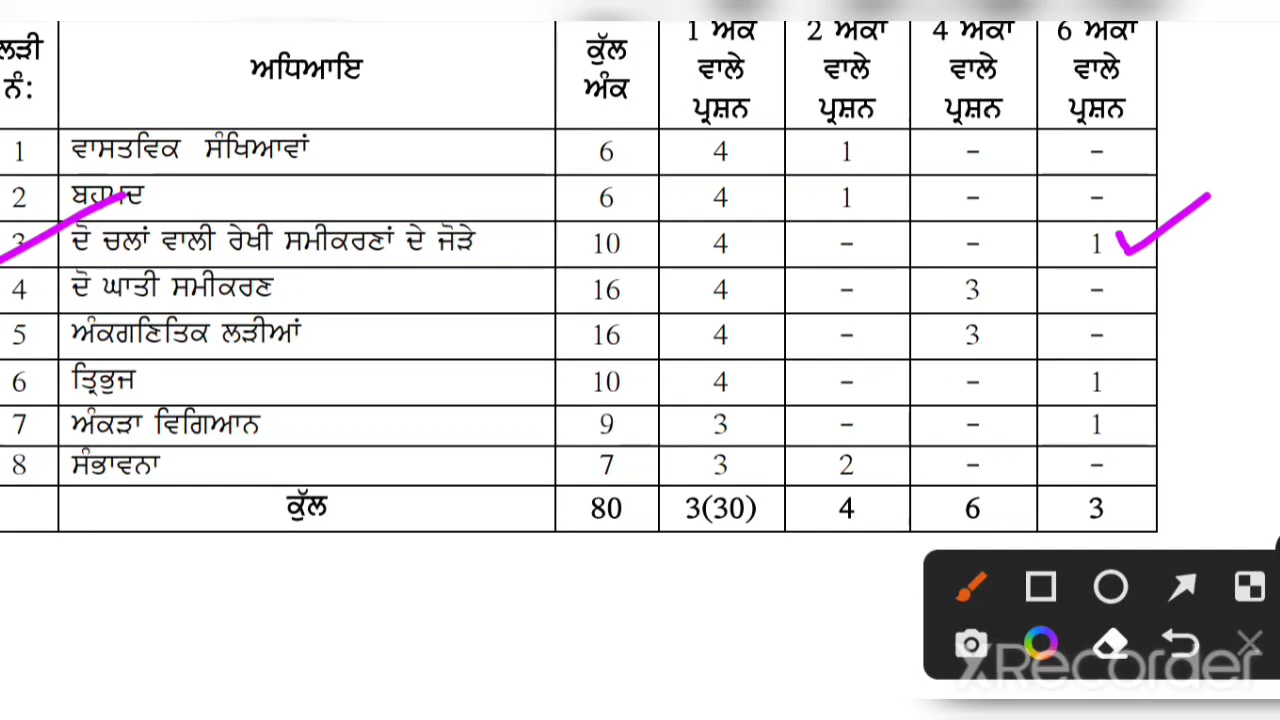 ਲੜੀ ਨੰ: ਅਧਿਆਇ ਕੁੱਲ ਅੰਕ 1 ਅੰਕ ਵਾਲੇ ਪ੍ਰਸ਼ਨ 2 ਅੰਕਾਂ ਵਾਲੇ ਪ੍ਰਸ਼ਨ 4 ਅੰਕਾਂ ਵਾਲੇ ਪ੍ਰਸ਼ਨ 6 ਅੰਕਾਂ ਵਾਲੇ ਪ੍ਰਸ਼ਨ
1 ਵਾਸਤਵਿਕ ਸੰਖਿਆਵਾਂ 6 4 1 – –
2 ਬਹੁਪਦ 6 4 1 – –
3 ਦੋ ਚਲਾਂ ਵਾਲੀ ਰੇਖੀ ਸਮੀਕਰਣਾਂ ਦੇ ਜੋੜੇ 10 4 – – 1
4 ਦੋ ਘਾਤੀ ਸਮੀਕਰਣ 16 4 – 3 –
5 ਅੰਕਗਣਿਤਿਕ ਲੜੀਆਂ 16 4 – 3 –
6 ਤ੍ਰਿਭੁਜ 10 4 – – 1
7 ਅੰਕੜਾ ਵਿਗਿਆਨ 9 3 – – 1
8 ਸੰਭਾਵਨਾ 7 3 2 – –
ਕੁੱਲ 80 3(30) 4 6 3
XRecorder